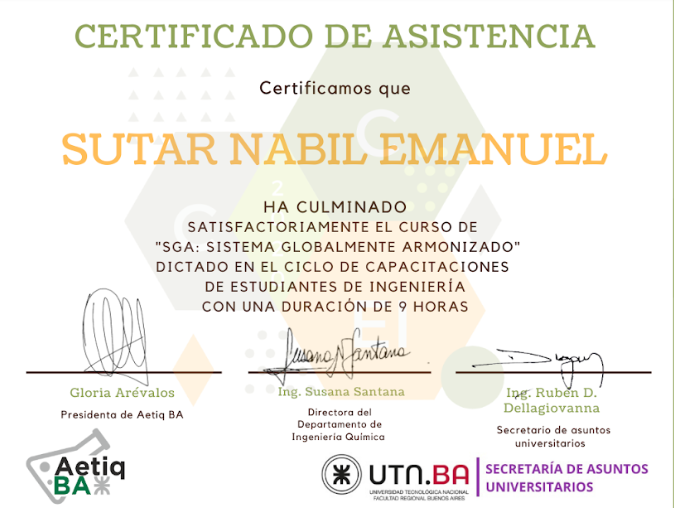 CERTIFICADO DE ASISTENCIA
Certificamos que
SUTAR NABIL EMANUEL
HA CULMINADO
SATISFACTORIAMENTE EL CURSO DE
"SGA: SISTEMA GLOBALMENTE ARMONIZADO"
DICTADO EN EL CICLO DE CAPACITACIONES
DE ESTUDIANTES DE INGENIERÍA
CON UNA DURACIÓN DE 9 HORAS
Susana Santana
Gloria Arévalos
Presidenta de Aetiq BA
Ing. Susana Santana
Directora del
Departamento de
Ingeniería Química
Ing. Rubén D.
Dellagiovanna
Secretario de asuntos
universitarios
Aetiq
BA
UTN.BA
UNIVERSIDAD TECNOLÓGICA NACIONAL
FACULTAD REGIONAL BUENOS AIRES
SECRETARÍA DE ASUNTOS
UNIVERSITARIOS